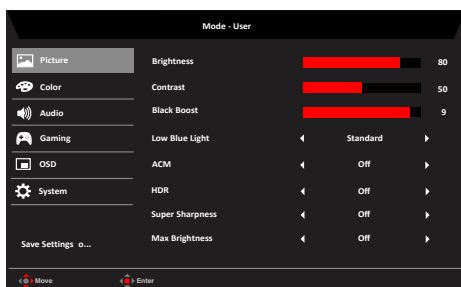 Mode - User
Picture
Color
Audio
Gaming
OSD
System
Save Settings o...
Brightness 80
Contrast 50
Black Boost 9
Low Blue Light Standard
ACM Off
HDR Off
Super Sharpness Off
Max Brightness Off
Move Enter